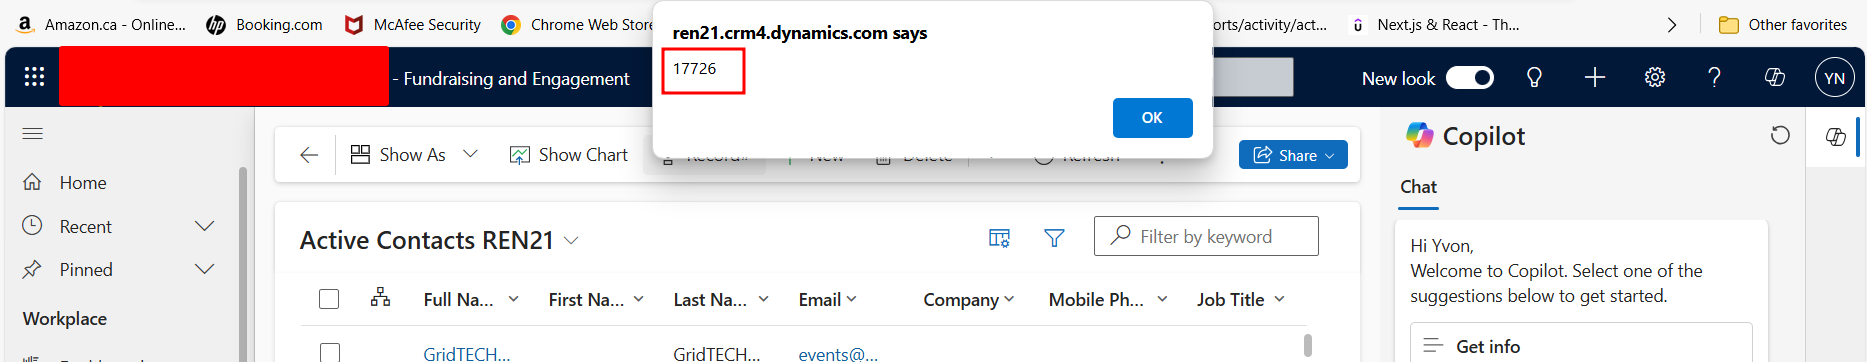 Amazon.ca - Online... Booking.com McAfee Security Chrome Web Store orts/activity/act... Next.js & React - Th... Other favorites
ren21.crm4.dynamics.com says
17726
OK
- Fundraising and Engagement New look YN
Show As Show Chart Record# New Delete Refresh Share
Home
Recent
Pinned
Workplace
Active Contacts REN21 Filter by keyword
Full Na... First Na... Last Na... Email Company Mobile Ph... Job Title
GridTECH... GridTECH... events@...
Copilot
Chat
Hi Yvon,
Welcome to Copilot. Select one of the
suggestions below to get started.
Get info